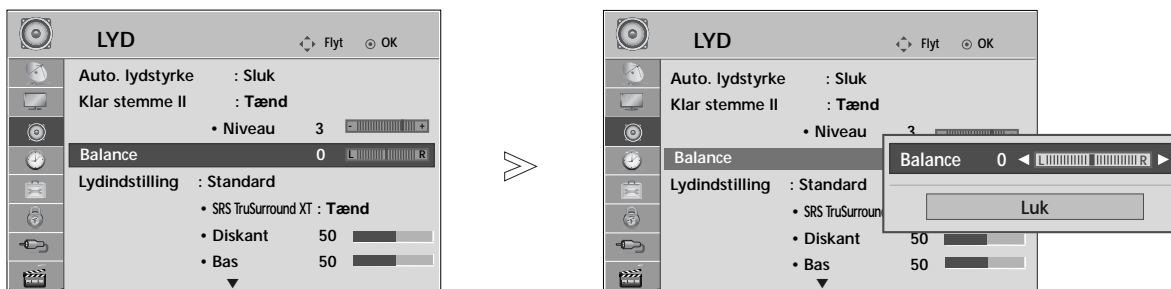 LYD Flyt OK
Auto. lydstyrke : Sluk
Klar stemme II : Tænd
• Niveau 3 - +
Balance 0 L R
Lydindstilling : Standard
• SRS TruSurround XT : Tænd
• Diskant 50
• Bas 50
LYD Flyt OK
Auto. lydstyrke : Sluk
Klar stemme II : Tænd
• Niveau 3
Balance
Lydindstilling : Standard
• SRS TruSurroun
• Diskant 50
• Bas 50
Balance 0 L R
Luk